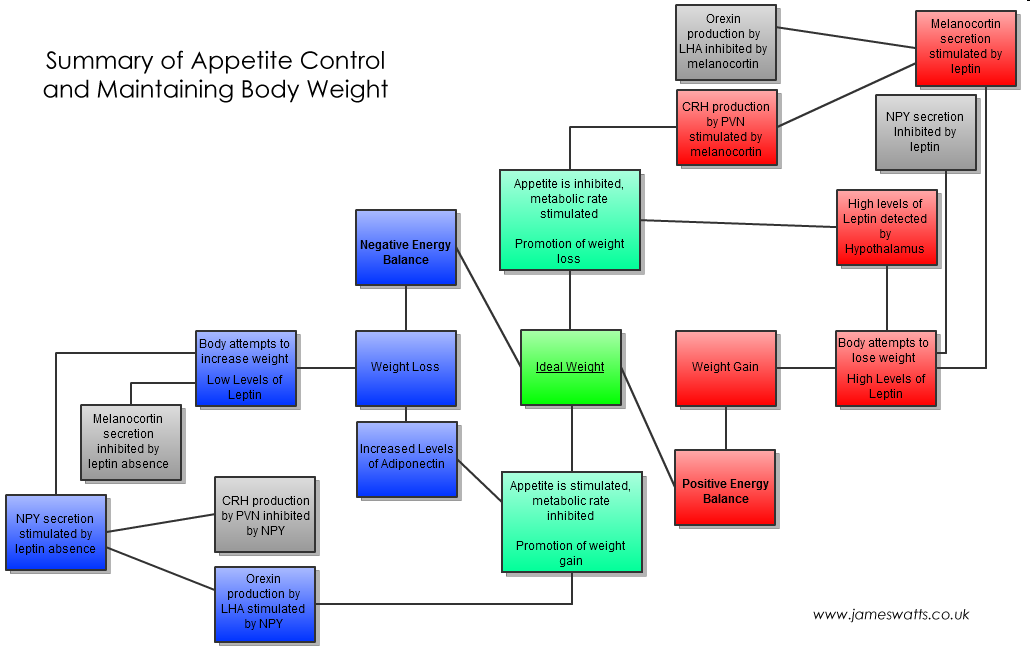 Summary of Appetite Control
and Maintaining Body Weight
Orexin
production by
LHA inhibited by
melanocortin
Melanocortin
secretion
stimulated by
leptin
CRH production
by PVN
stimulated by
melanocortin
NPY secretion
Inhibited by
leptin
Appetite is inhibited,
metabolic rate
stimulated
Promotion of weight
loss
High levels of
Leptin detected
by
Hypothalamus
Negative Energy
Balance
Body attempts to
increase weight
Low Levels of
Leptin
Weight Loss
Ideal Weight
Weight Gain
Body attempts to
lose weight
High Levels of
Leptin
Melanocortin
secretion
inhibited by
leptin absence
Increased Levels
of Adiponectin
Positive Energy
Balance
NPY secretion
stimulated by
leptin absence
CRH production
by PVN inhibited
by NPY
Appetite is stimulated,
metabolic rate
inhibited
Promotion of weight
gain
Orexin
production by
LHA stimulated
by NPY
www.jameswatts.co.uk